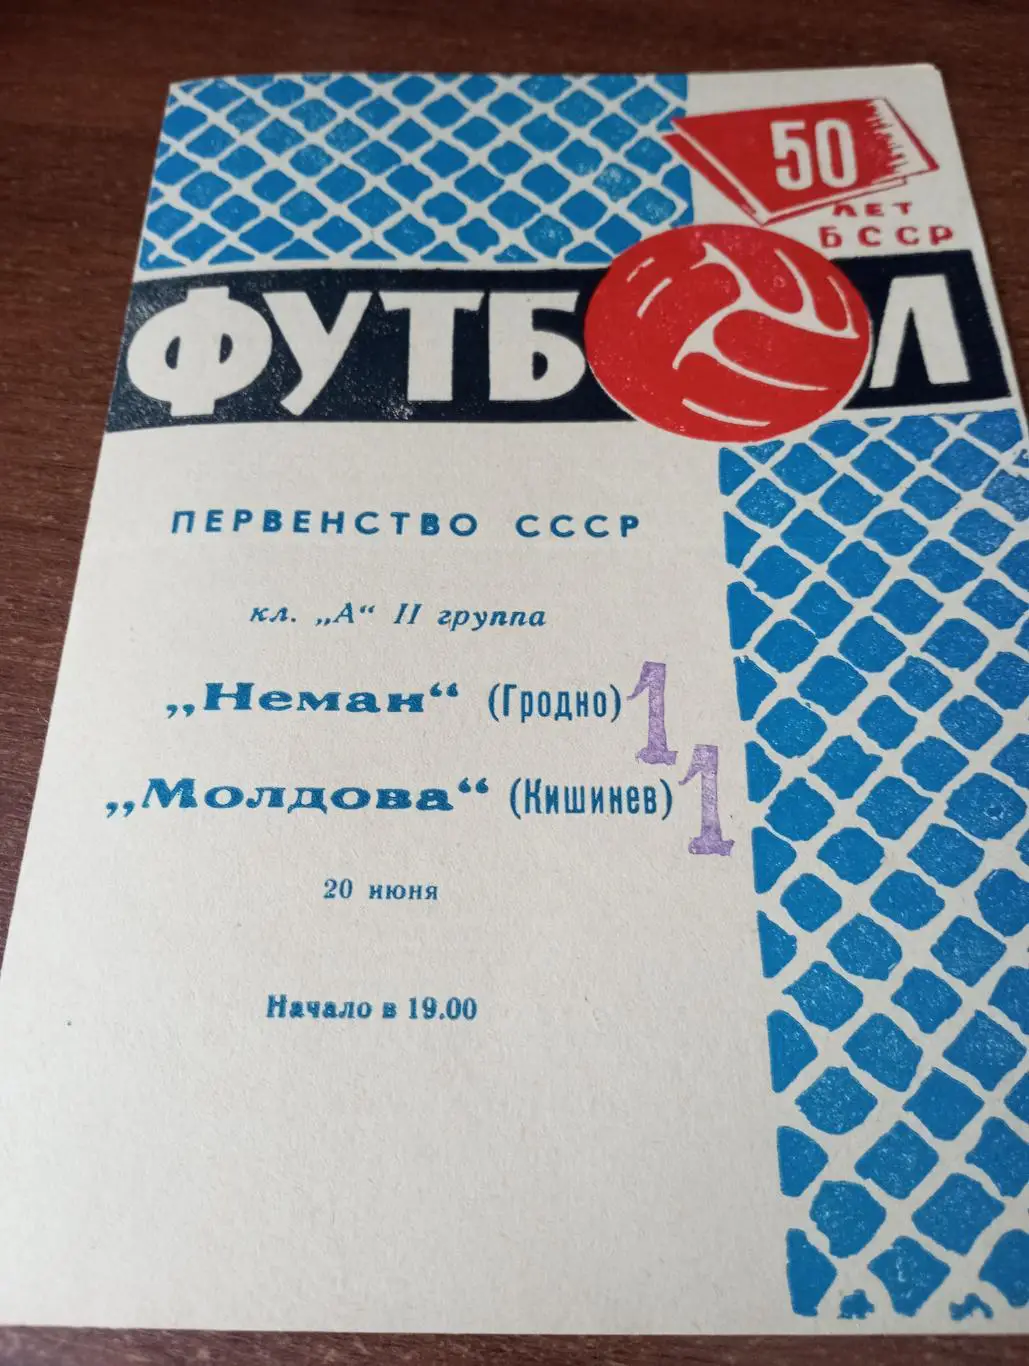 50
ЛЕТ
БССР
ФУТБОЛ
ПЕРВЕНСТВО СССР
кл. „А“ II группа
„Неман“ (Гродно) 1
„Молдова“ (Кишинев) 1
20 июня
Начало в 19.00